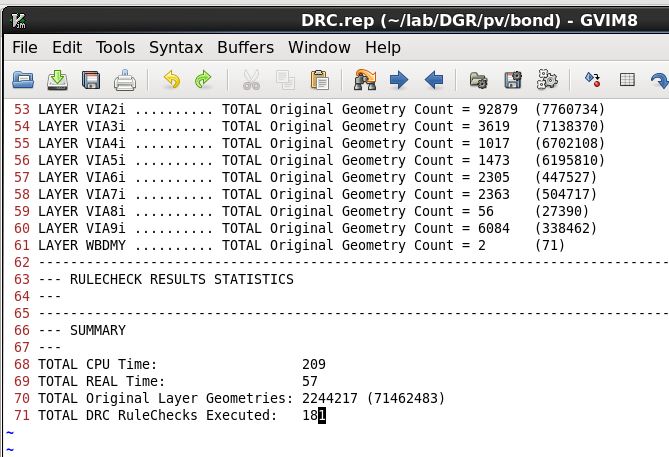 DRC.rep (~/lab/DGR/pv/bond) - GVIM8
File Edit Tools Syntax Buffers Window Help
53 LAYER VIA2i .......... TOTAL Original Geometry Count = 92879  (7760734)
54 LAYER VIA3i .......... TOTAL Original Geometry Count = 3619   (7138370)
55 LAYER VIA4i .......... TOTAL Original Geometry Count = 1017   (6702108)
56 LAYER VIA5i .......... TOTAL Original Geometry Count = 1473   (6195810)
57 LAYER VIA6i .......... TOTAL Original Geometry Count = 2305   (447527)
58 LAYER VIA7i .......... TOTAL Original Geometry Count = 2363   (504717)
59 LAYER VIA8i .......... TOTAL Original Geometry Count = 56     (27390)
60 LAYER VIA9i .......... TOTAL Original Geometry Count = 6084   (338462)
61 LAYER WBDMY .......... TOTAL Original Geometry Count = 2      (71)
62 -------------------------------------------------------------------------------
63 --- RULECHECK RESULTS STATISTICS
64 ---
65 -------------------------------------------------------------------------------
66 --- SUMMARY
67 ---
68 TOTAL CPU Time:                  209
69 TOTAL REAL Time:                 57
70 TOTAL Original Layer Geometries: 2244217 (71462483)
71 TOTAL DRC RuleChecks Executed:   181
~
~